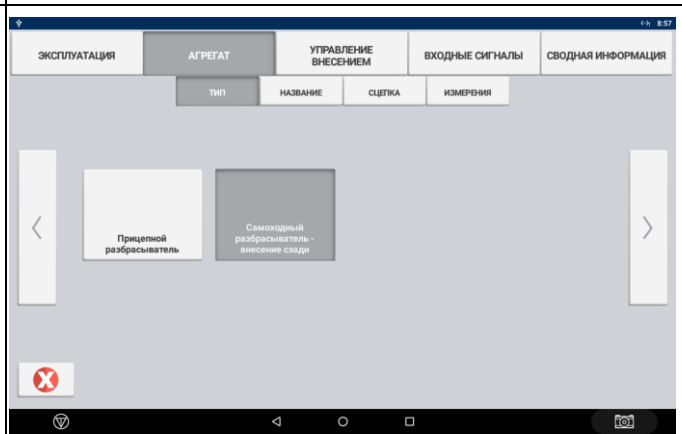 8:57
ЭКСПЛУАТАЦИЯ
АГРЕГАТ
УПРАВЛЕНИЕ
ВНЕСЕНИЕМ
ВХОДНЫЕ СИГНАЛЫ
СВОДНАЯ ИНФОРМАЦИЯ
ТИП
НАЗВАНИЕ
СЦЕПКА
ИЗМЕРЕНИЯ
Прицепной
разбрасыватель
Самоходный
разбрасыватель -
внесение сзади